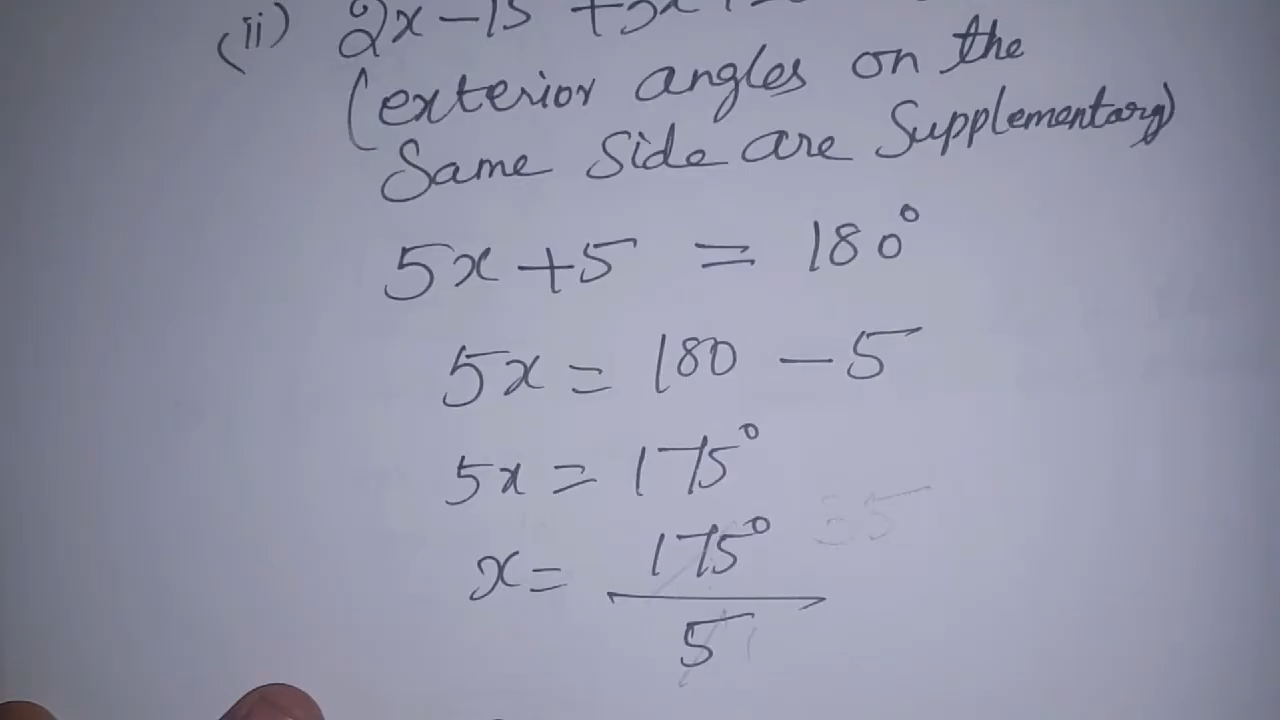 (ii) 2x - 15 + 3x
(exterior angles on the
Same Side are Supplementary)
5x + 5 = 180°
5x = 180 - 5
5x = 175°
x = 175°
5